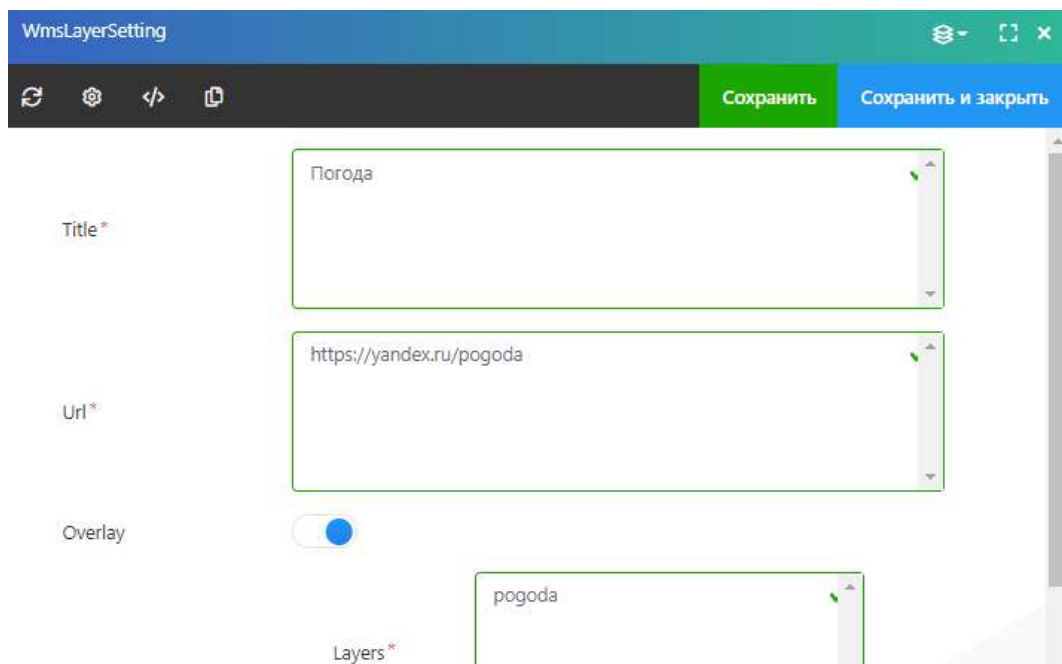 WmsLayerSetting
Сохранить
Сохранить и закрыть
Погода
Title*
https://yandex.ru/pogoda
Url*
Overlay
pogoda
Layers*